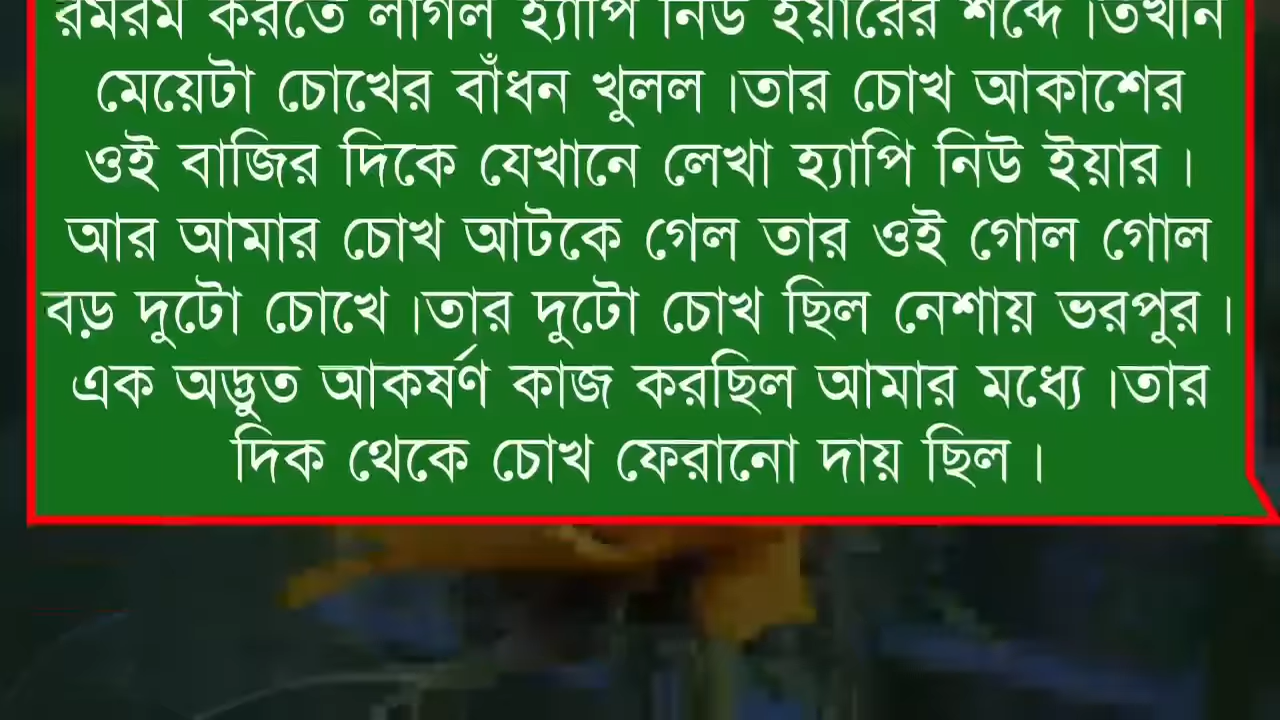 রমরম করতে লাগল হ্যাপি নিউ ইয়ারের শব্দে ।তখনি
মেয়েটা চোখের বাঁধন খুলল ।তার চোখ আকাশের
ওই বাজির দিকে যেখানে লেখা হ্যাপি নিউ ইয়ার ।
আর আমার চোখ আটকে গেল তার ওই গোল গোল
বড় দুটো চোখে ।তার দুটো চোখ ছিল নেশায় ভরপুর ।
এক অদ্ভুত আকর্ষণ কাজ করছিল আমার মধ্যে ।তার
দিক থেকে চোখ ফেরানো দায় ছিল ।